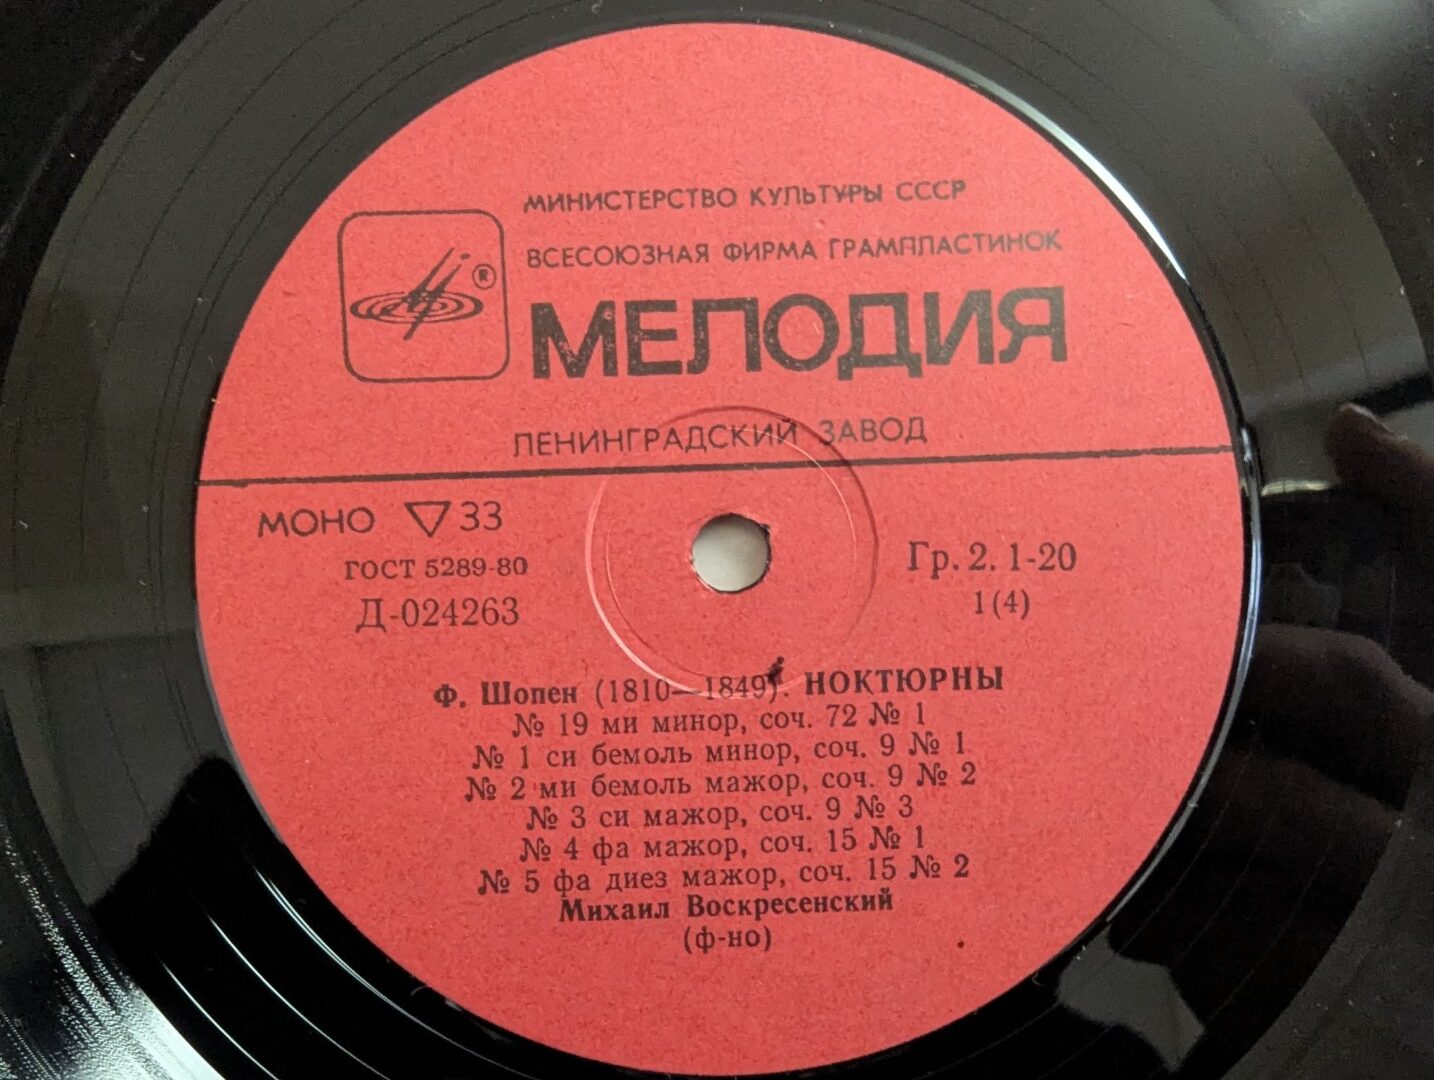 МИНИСТЕРСТВО КУЛЬТУРЫ СССР
ВСЕСОЮЗНАЯ ФИРМА ГРАМПЛАСТИНОК
®
МЕЛОДИЯ
ЛЕНИНГРАДСКИЙ ЗАВОД
МОНО ▽ 33
ГОСТ 5289-80
Д-024263
Гр. 2. 1-20
1 (4)
Ф. Шопен (1810—1849). НОКТЮРНЫ
№ 19 ми минор, соч. 72 № 1
№ 1 си бемоль минор, соч. 9 № 1
№ 2 ми бемоль мажор, соч. 9 № 2
№ 3 си мажор, соч. 9 № 3
№ 4 фа мажор, соч. 15 № 1
№ 5 фа диез мажор, соч. 15 № 2
Михаил Воскресенский
(ф-но)